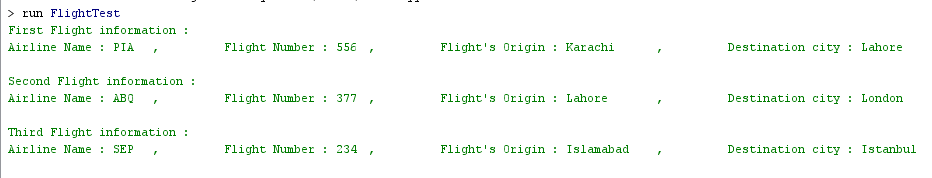 > run FlightTest
First Flight information :
Airline Name : PIA , Flight Number : 556 , Flight's Origin : Karachi , Destination city : Lahore
Second Flight information :
Airline Name : ABQ , Flight Number : 377 , Flight's Origin : Lahore , Destination city : London
Third Flight information :
Airline Name : SEP , Flight Number : 234 , Flight's Origin : Islamabad , Destination city : Istanbul